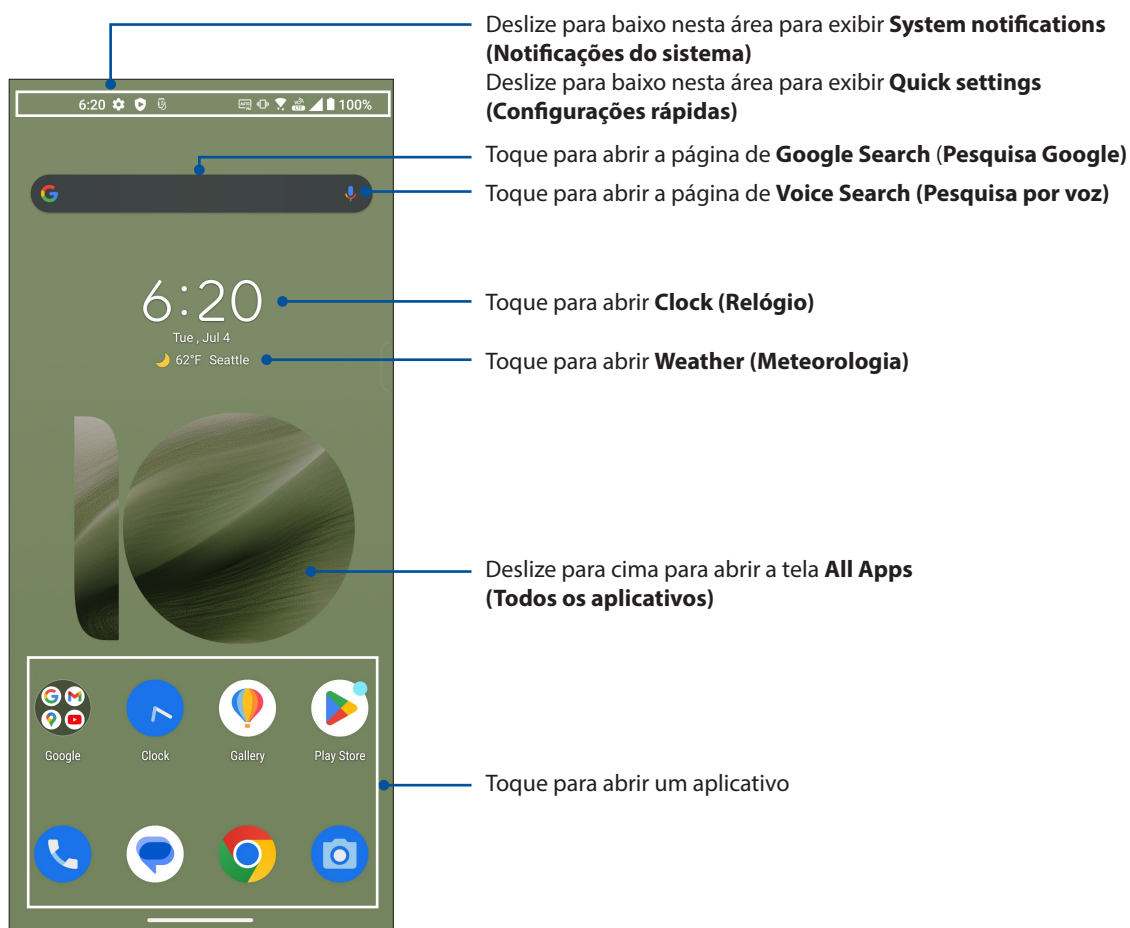 Deslize para baixo nesta área para exibir System notifications
(Notificações do sistema)
Deslize para baixo nesta área para exibir Quick settings
(Configurações rápidas)
6:20 100%
Toque para abrir a página de Google Search (Pesquisa Google)
Toque para abrir a página de Voice Search (Pesquisa por voz)
6:20
Toque para abrir Clock (Relógio)
Tue , Jul 4
62°F Seattle
Toque para abrir Weather (Meteorologia)
10
Deslize para cima para abrir a tela All Apps
(Todos os aplicativos)
Google Clock Gallery Play Store
Toque para abrir um aplicativo